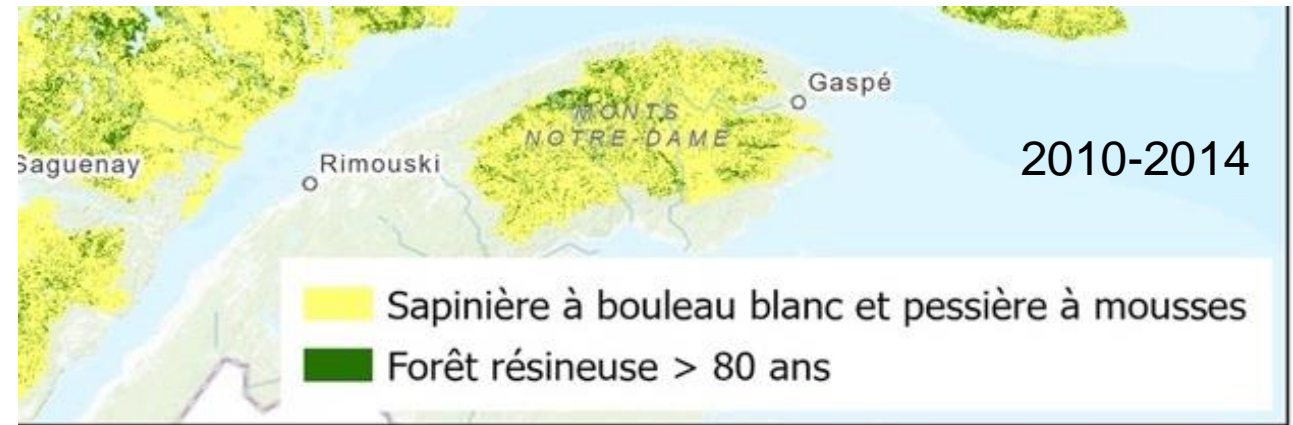 Gaspé
MONTS
NOTRE-DAME
2010-2014
Saguenay
Rimouski
Sapinière à bouleau blanc et pessière à mousses
Forêt résineuse > 80 ans